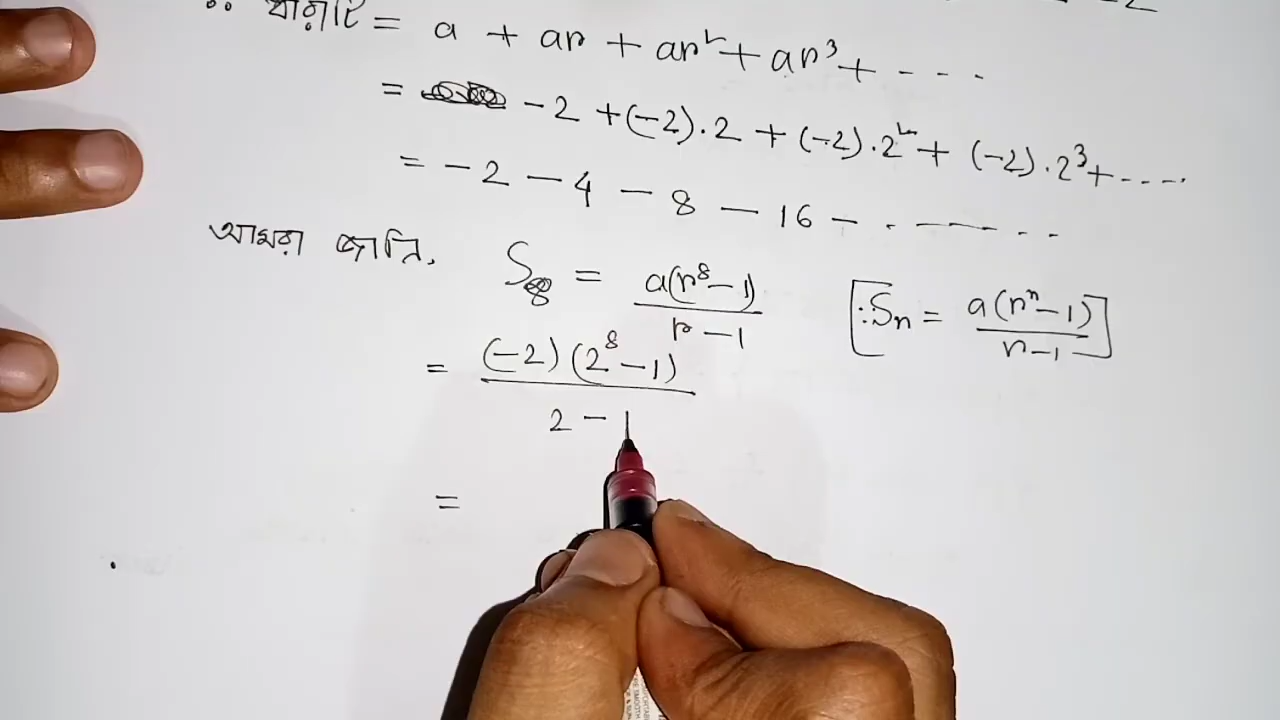 ∴ ধারাটি = a + ar + ar² + ar³ + - - -
= -2 + (-2).2 + (-2).2² + (-2).2³ + - - - -
= -2 - 4 - 8 - 16 - - - - - -
আমরা জানি, S₈ = a(r⁸-1)/r-1 [∵Sₙ = a(rⁿ-1)/r-1]
= (-2)(2⁸-1)/2-1
=